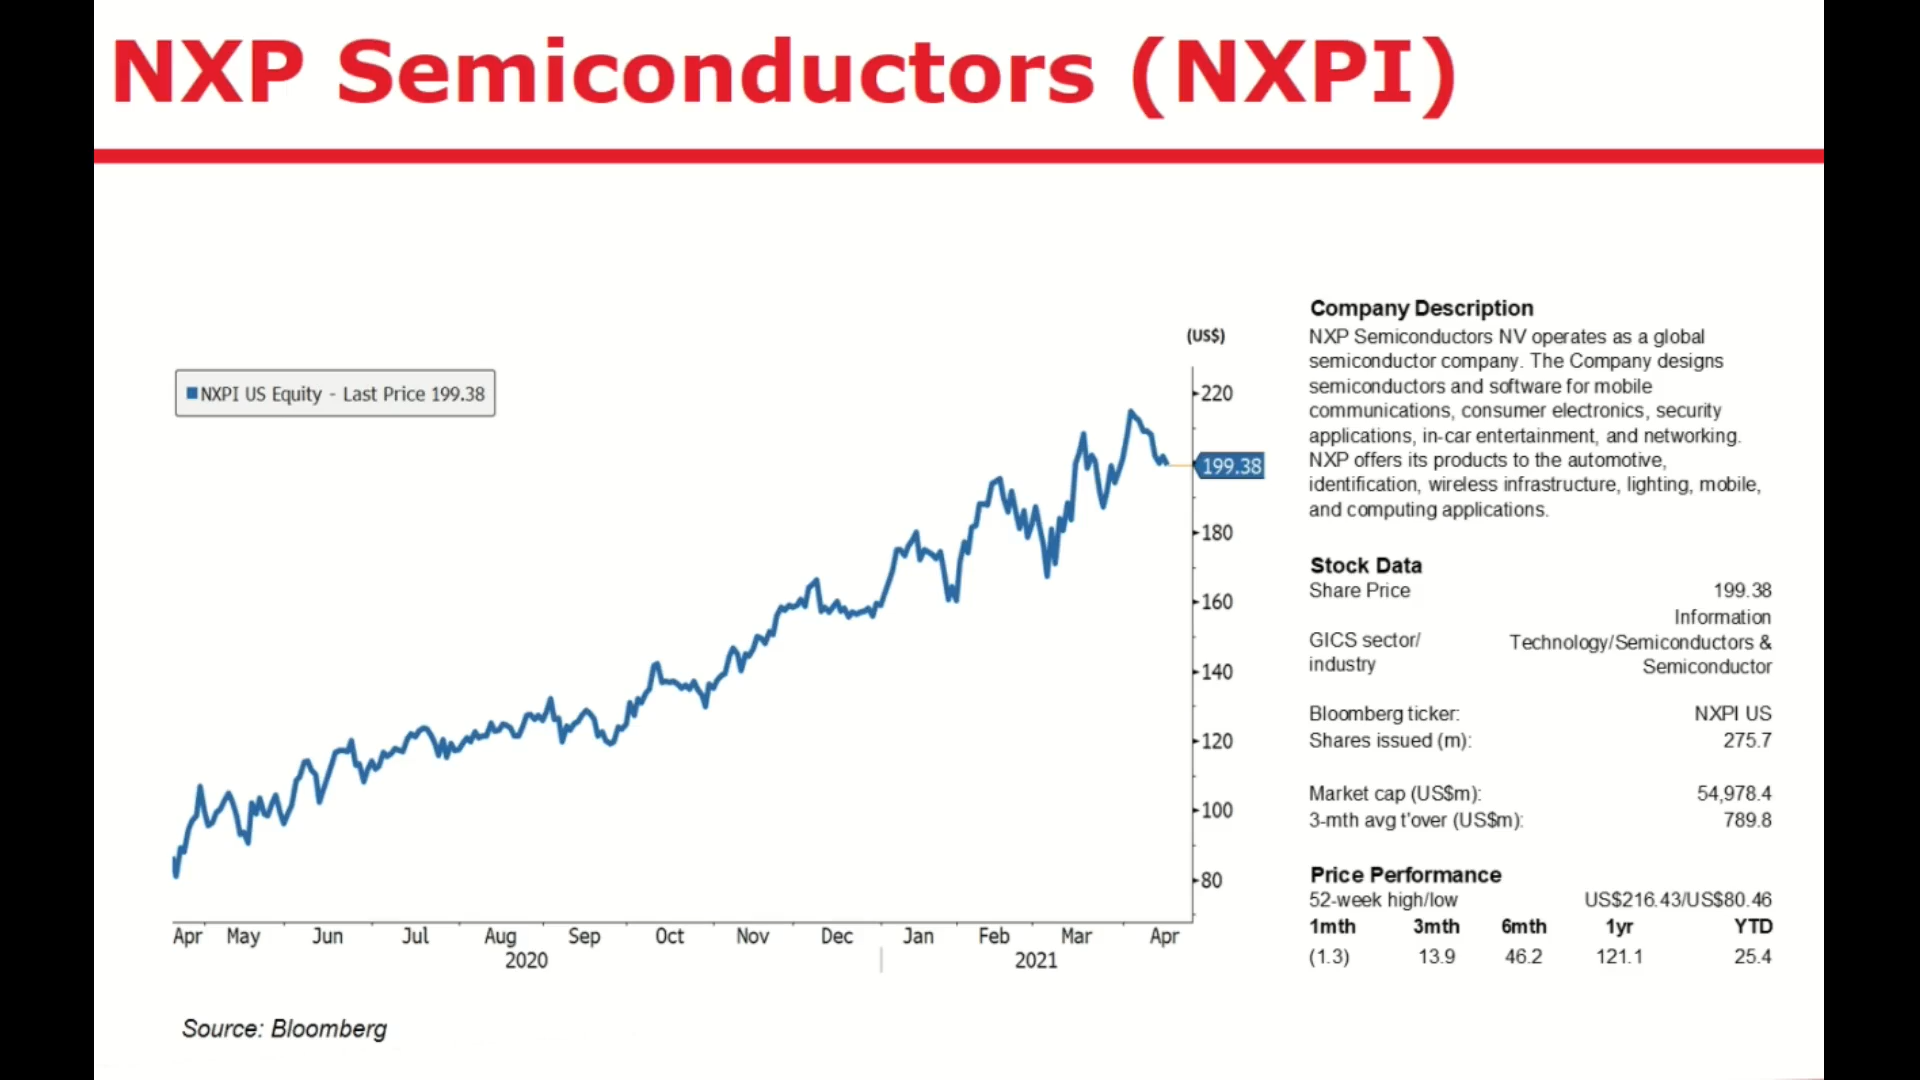 NXP Semiconductors (NXPI)
(US$)
NXPI US Equity - Last Price 199.38
220
199.38
180
160
140
120
100
80
Apr May Jun Jul Aug Sep Oct Nov Dec Jan Feb Mar Apr
2020 2021
Source: Bloomberg
Company Description
NXP Semiconductors NV operates as a global
semiconductor company. The Company designs
semiconductors and software for mobile
communications, consumer electronics, security
applications, in-car entertainment, and networking.
NXP offers its products to the automotive,
identification, wireless infrastructure, lighting, mobile,
and computing applications.
Stock Data
Share Price 199.38
GICS sector/
industry
Information
Technology/Semiconductors &
Semiconductor
Bloomberg ticker: NXPI US
Shares issued (m): 275.7
Market cap (US$m): 54,978.4
3-mth avg t'over (US$m): 789.8
Price Performance
52-week high/low US$216.43/US$80.46
1mth 3mth 6mth 1yr YTD
(1.3) 13.9 46.2 121.1 25.4